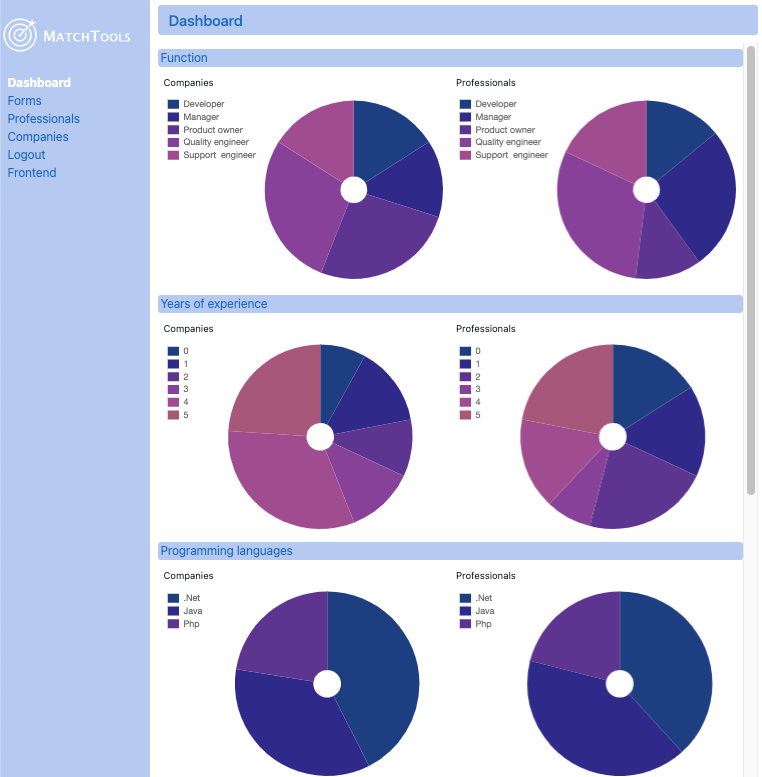 MatchTools
Dashboard
Forms
Professionals
Companies
Logout
Frontend
Dashboard
Function
Companies
Developer
Manager
Product owner
Quality engineer
Support engineer
Professionals
Developer
Manager
Product owner
Quality engineer
Support engineer
Years of experience
Companies
0
1
2
3
4
5
Professionals
0
1
2
3
4
5
Programming languages
Companies
.Net
Java
Php
Professionals
.Net
Java
Php